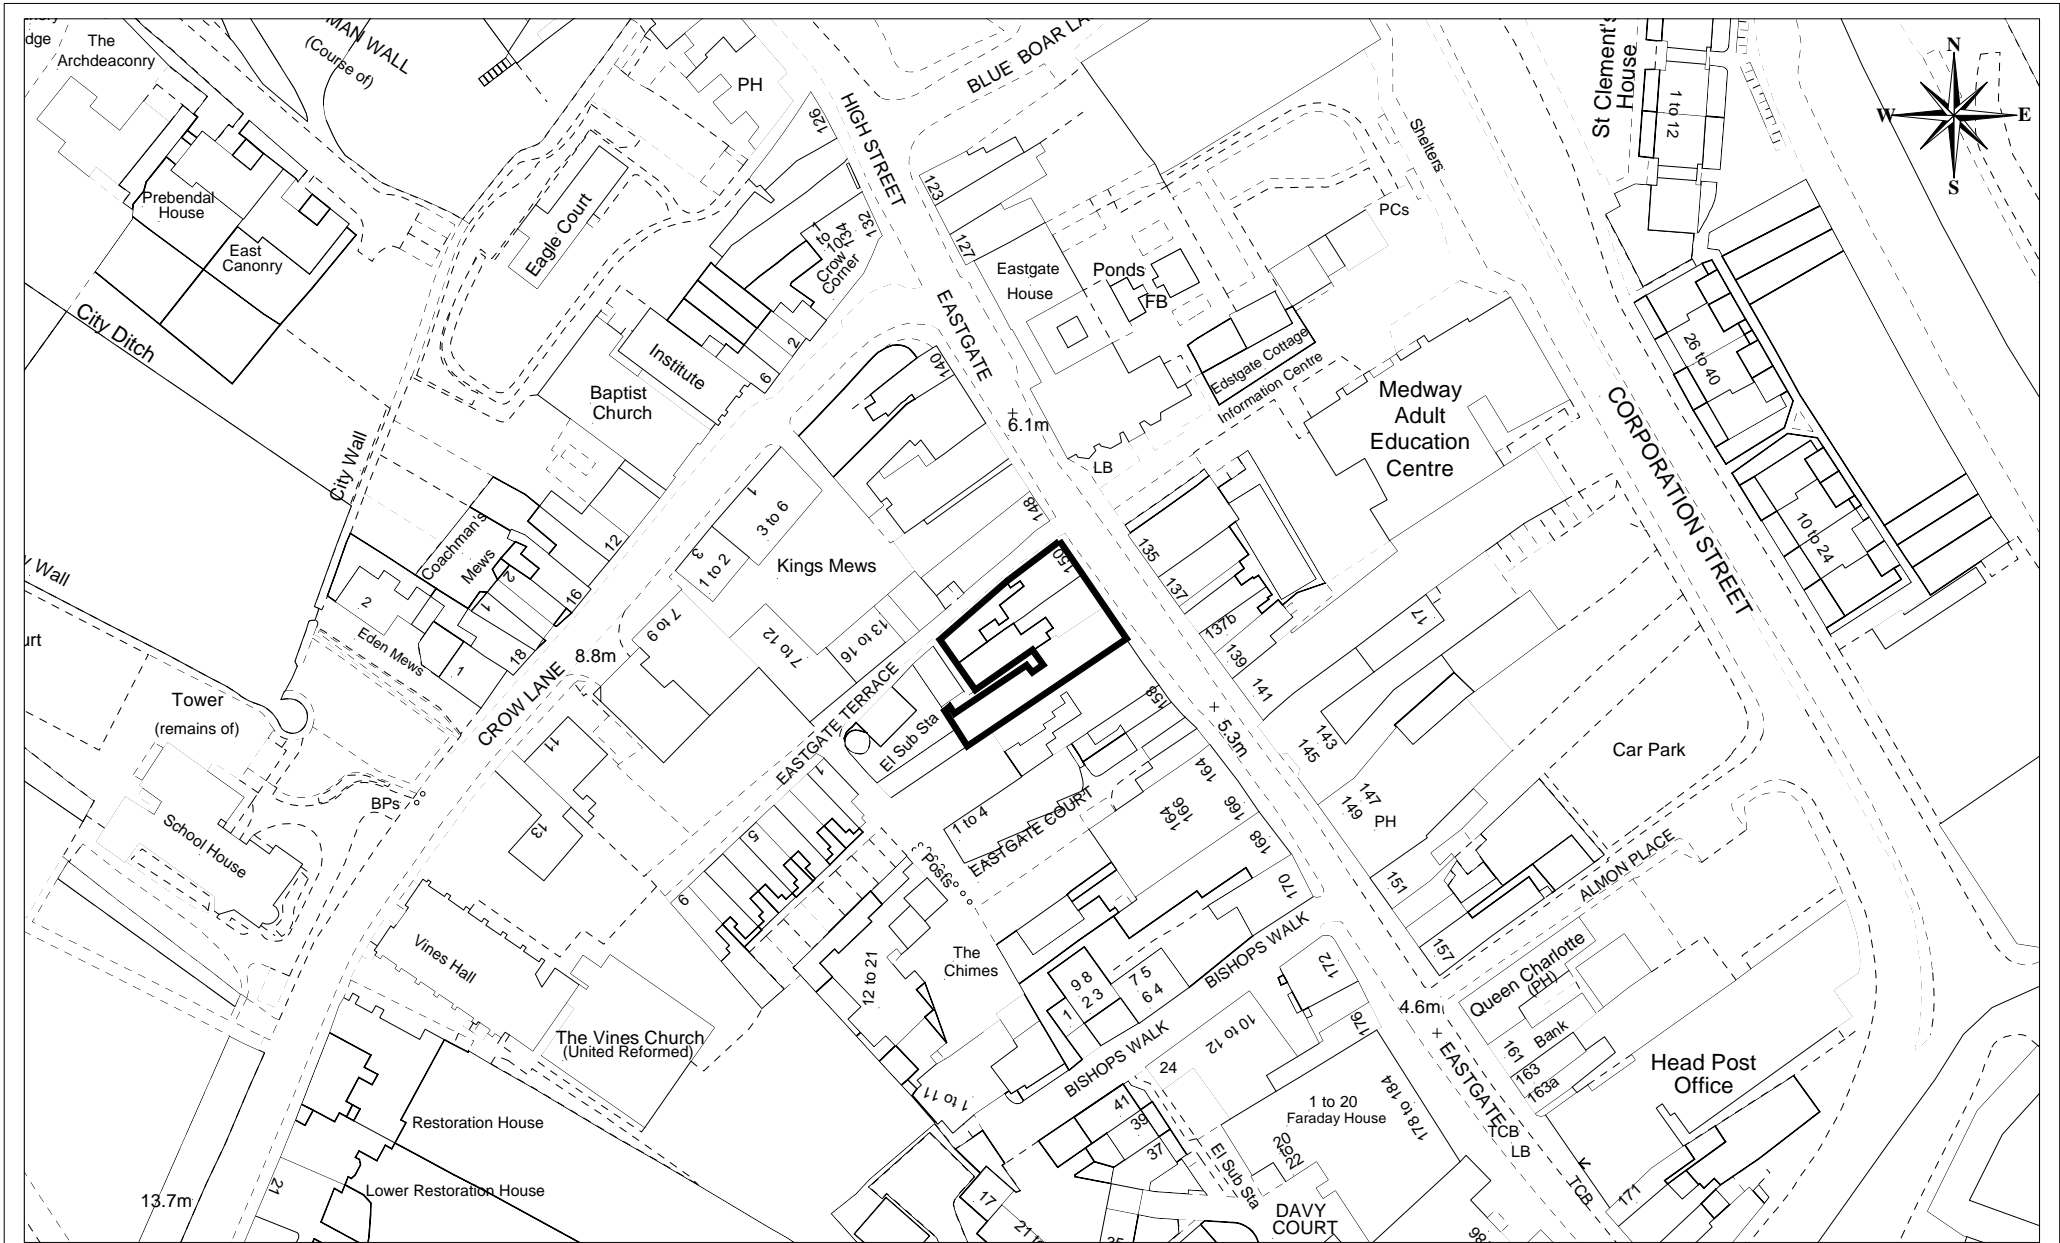 dge
The
Archdeaconry
MAN WALL
(Course of)
PH
126
HIGH STREET
BLUE BOAR LA
St Clement's
House
1 to 12
N
W
E
S
Shelters
PCs
Prebendal
House
East
Canonry
Eagle Court
1
to
10
134
Crow
Corner
132
123
127
Eastgate
House
Ponds
FB
City Ditch
EASTGATE
Institute
2
6
140
Baptist
Church
Edstgate Cottage
Information Centre
Medway
Adult
Education
Centre
26 to 40
CORPORATION STREET
6.1m
LB
City Wall
1
3 to 6
3
1 to 2
148
Coachman's
Mews
12
2
1
16
Kings Mews
150
135
137
10 to 24
y Wall
2
Eden Mews
1
18
7 to 9
7 to 12
13 to 16
137b
139
141
17
urt
8.8m
CROW LANE
EASTGATE TERRACE
Tower
(remains of)
El Sub Sta
158
5.3m
143
145
Car Park
11
13
BPs
School House
1
5
9
1 to 4
EASTGATE COURT
164
166
164
166
168
147
149
PH
Posts
170
151
ALMON PLACE
157
Vines Hall
12 to 21
The
Chimes
9 8
2 3
1
7 5
6 4
BISHOPS WALK
172
Queen Charlotte
(PH)
4.6m
The Vines Church
(United Reformed)
BISHOPS WALK
10 to 12
176
161
Bank
163
163a
EASTGATE
Head Post
Office
24
1 to 11
41
39
37
1 to 20
Faraday House
178 to 184
20
to
22
El Sub Sta
TCB
LB
TCB
171
Restoration House
Lower Restoration House
21
13.7m
17
DAVY
COURT